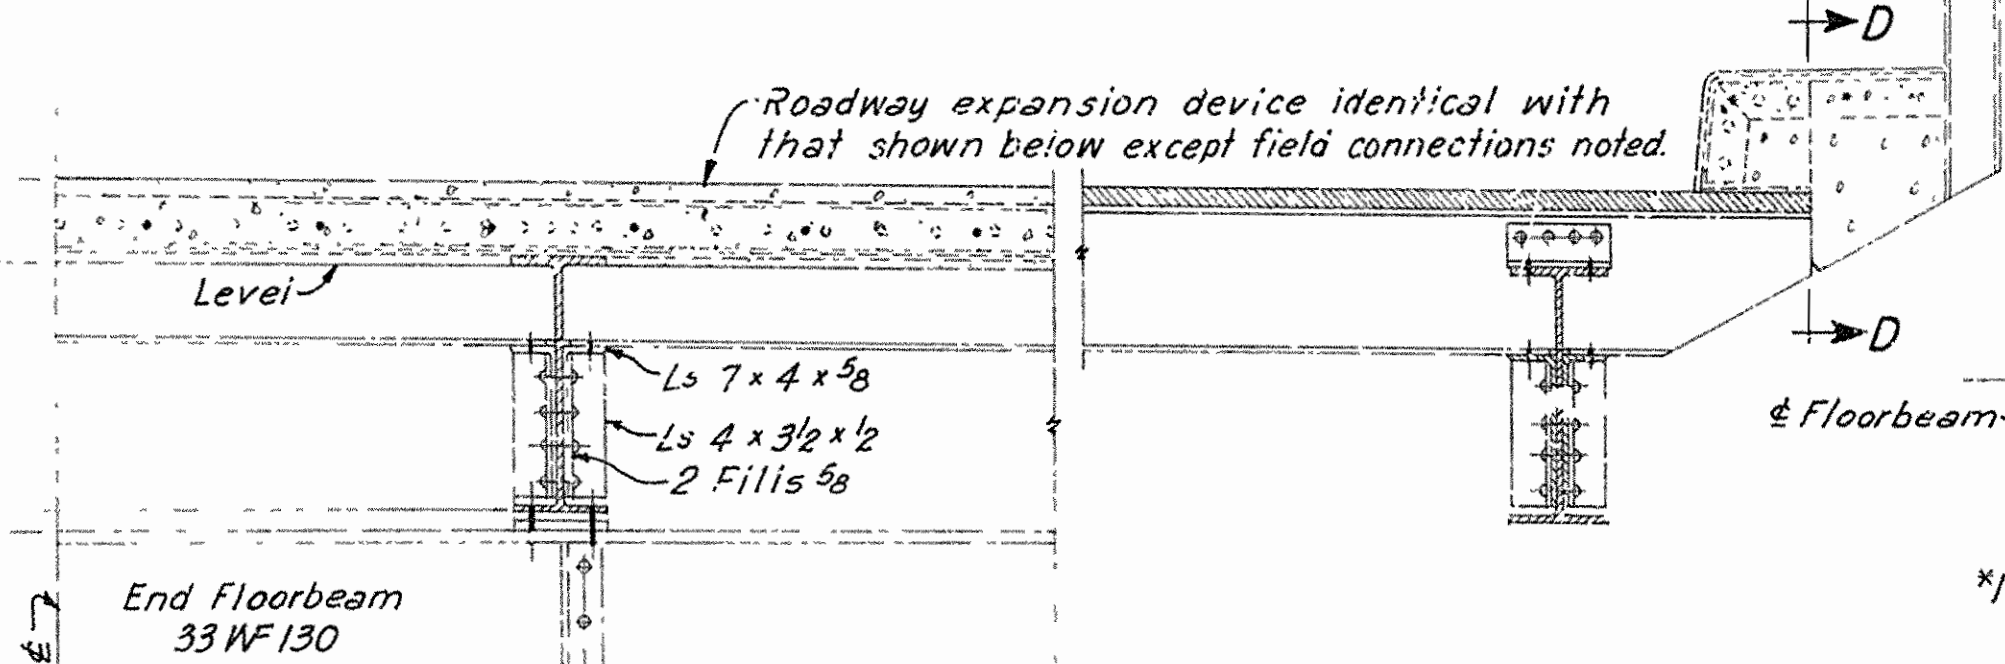 D
Roadway expansion device identical with
that shown below except field connections noted.
Level
D
Ls 7 x 4 x 5/8
℄ Floorbeam
Ls 4 x 3 1/2 x 1/2
2 Fills 5/8
End Floorbeam
33 WF 130
℄